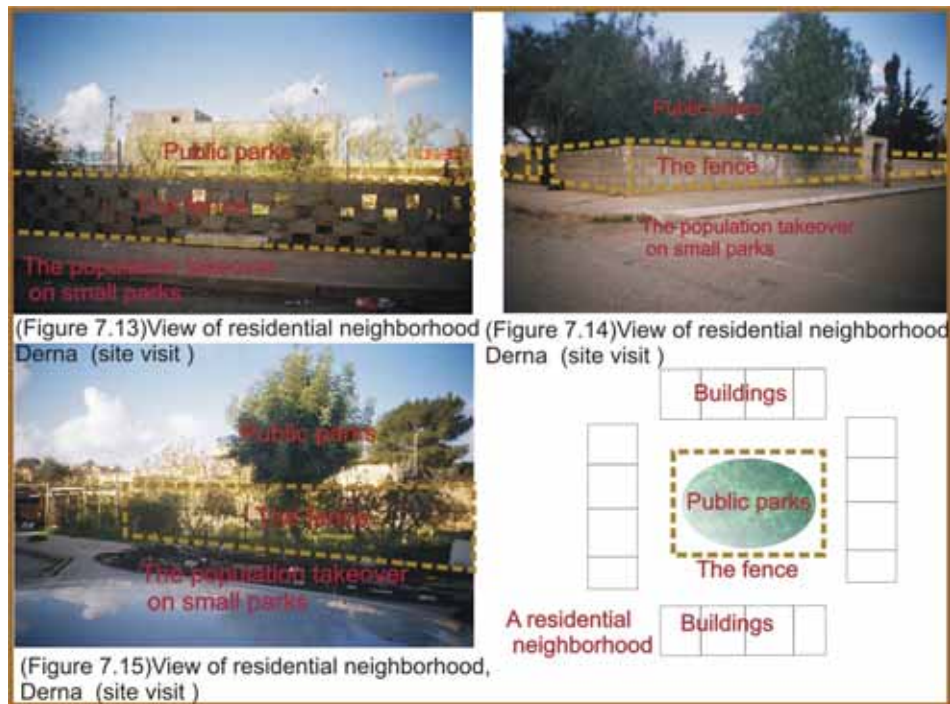 Public parks
The fence
The population takeover
on small parks
(Figure 7.13)View of residential neighborhood
Derna (site visit )
Public parks
The fence
The population takeover
on small parks
(Figure 7.14)View of residential neighborhood
Derna (site visit )
Public parks
The fence
The population takeover
on small parks
(Figure 7.15)View of residential neighborhood,
Derna (site visit )
Buildings
Public parks
The fence
A residential
neighborhood
Buildings